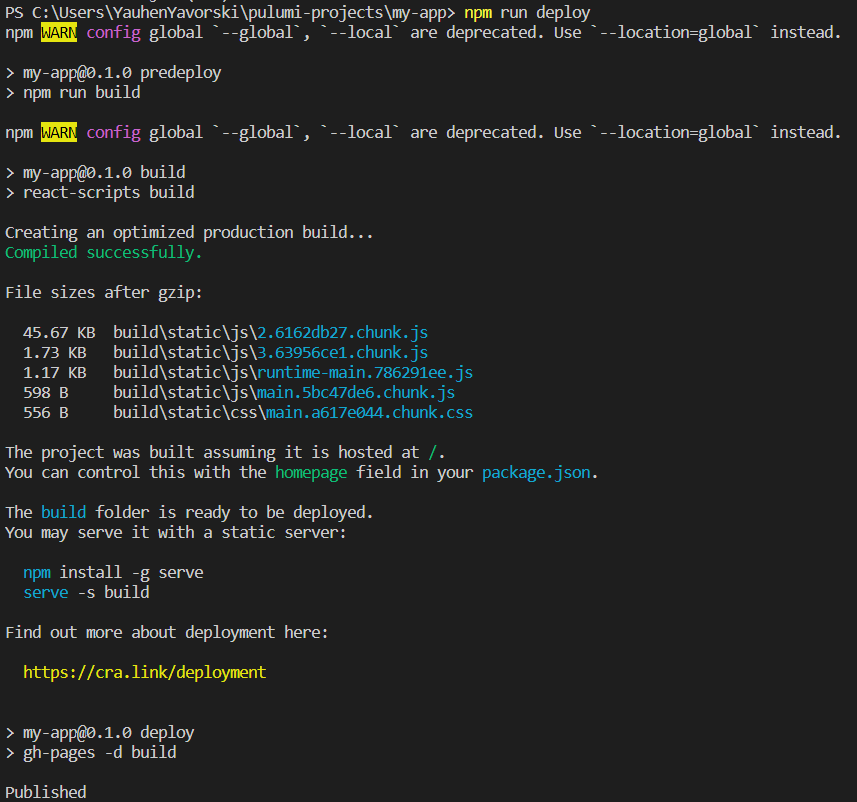 PS C:\Users\YauhenYavorski\pulumi-projects\my-app> npm run deploy
npm WARN config global `--global`, `--local` are deprecated. Use `--location=global` instead.
> my-app@0.1.0 predeploy
> npm run build
npm WARN config global `--global`, `--local` are deprecated. Use `--location=global` instead.
> my-app@0.1.0 build
> react-scripts build
Creating an optimized production build...
Compiled successfully.
File sizes after gzip:
45.67 KB  build\static\js\2.6162db27.chunk.js
1.73 KB   build\static\js\3.63956ce1.chunk.js
1.17 KB   build\static\js\runtime-main.786291ee.js
598 B     build\static\js\main.5bc47de6.chunk.js
556 B     build\static\css\main.a617e044.chunk.css
The project was built assuming it is hosted at /.
You can control this with the homepage field in your package.json.
The build folder is ready to be deployed.
You may serve it with a static server:
npm install -g serve
serve -s build
Find out more about deployment here:
https://cra.link/deployment
> my-app@0.1.0 deploy
> gh-pages -d build
Published